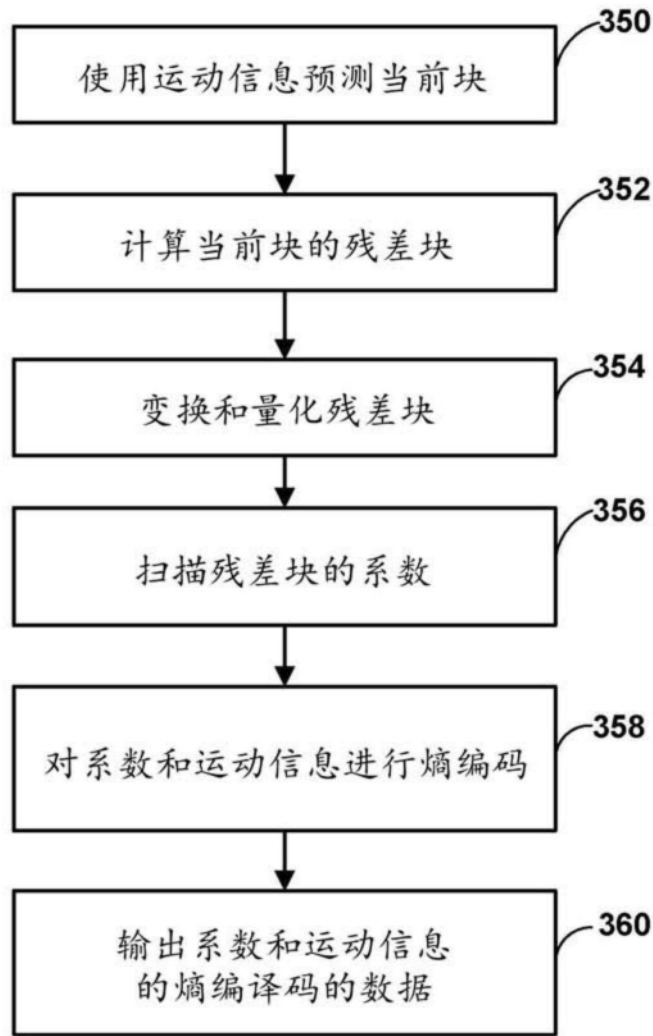 350
使用运动信息预测当前块
352
计算当前块的残差块
354
变换和量化残差块
356
扫描残差块的系数
358
对系数和运动信息进行熵编码
360
输出系数和运动信息
的熵编译码的数据